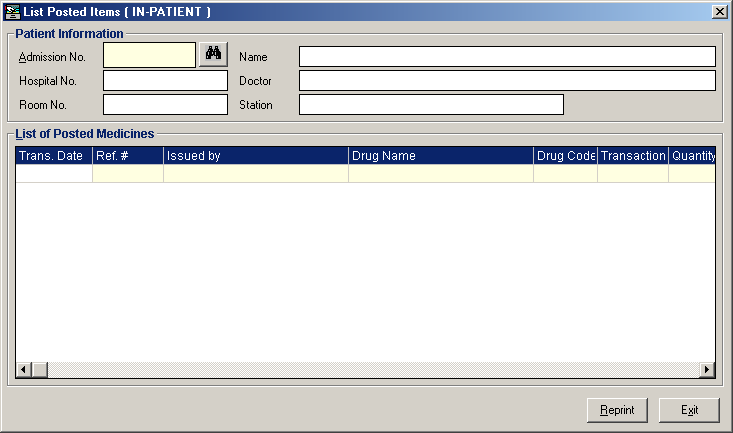 List Posted Items ( IN-PATIENT )
Patient Information
Admission No. Name
Hospital No. Doctor
Room No. Station
List of Posted Medicines
Trans. Date Ref. # Issued by Drug Name Drug Code Transaction Quantity
Reprint Exit